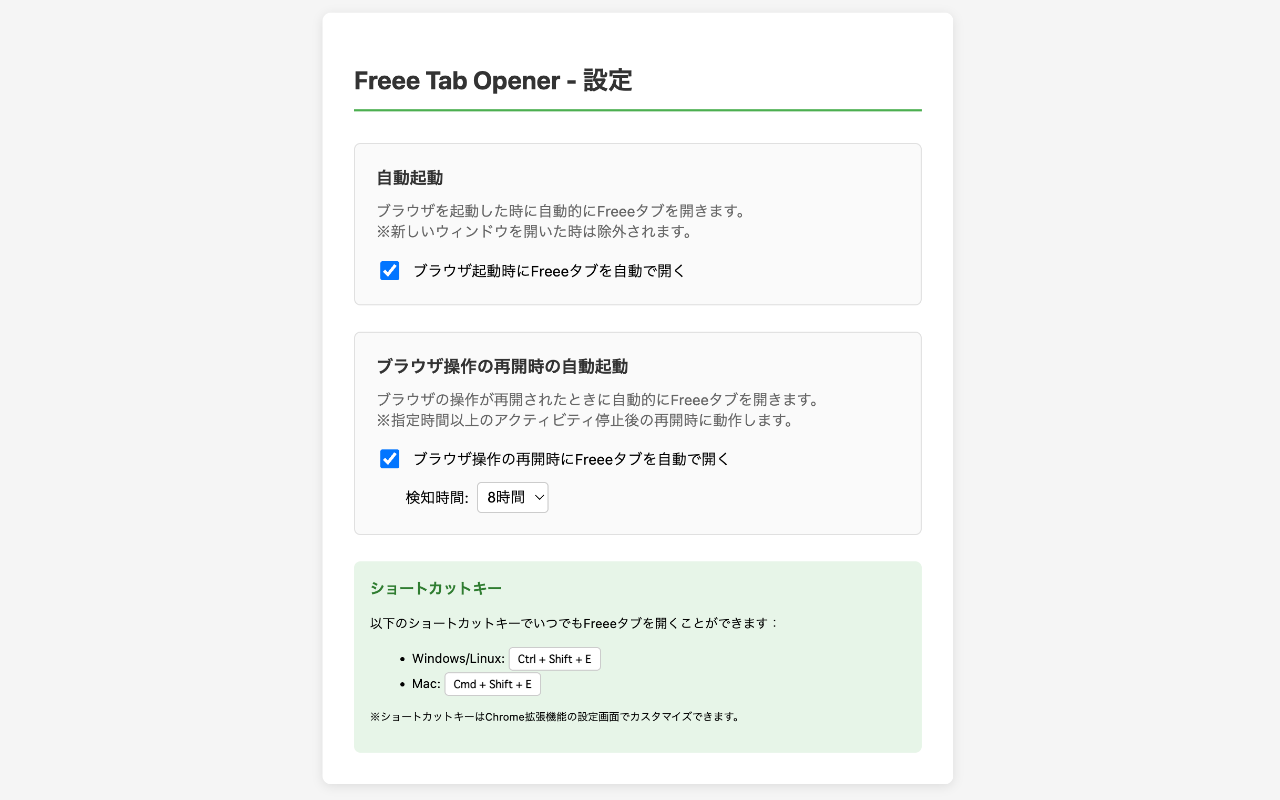 Freee Tab Opener - 設定
自動起動
ブラウザを起動した時に自動的にFreeeタブを開きます。
※新しいウィンドウを開いた時は除外されます。
ブラウザ起動時にFreeeタブを自動で開く
ブラウザ操作の再開時の自動起動
ブラウザの操作が再開されたときに自動的にFreeeタブを開きます。
※指定時間以上のアクティビティ停止後の再開時に動作します。
ブラウザ操作の再開時にFreeeタブを自動で開く
検知時間: 8時間
ショートカットキー
以下のショートカットキーでいつでもFreeeタブを開くことができます：
• Windows/Linux: Ctrl + Shift + E
• Mac: Cmd + Shift + E
※ショートカットキーはChrome拡張機能の設定画面でカスタマイズできます。